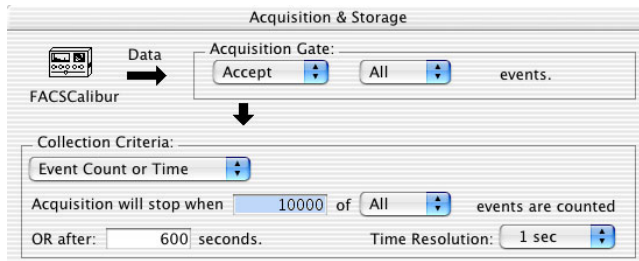 Acquisition & Storage
Data
Acquisition Gate:
Accept All events.
FACSCalibur
Collection Criteria:
Event Count or Time
Acquisition will stop when 10000 of All events are counted
OR after: 600 seconds. Time Resolution: 1 sec